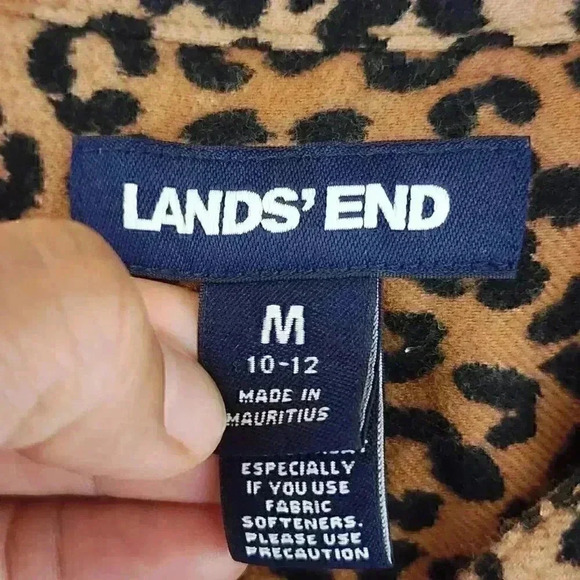 LANDS' END
M
10-12
MADE IN
MAURITIUS
ESPECIALLY
IF YOU USE
FABRIC
SOFTENERS.
PLEASE USE
PRECAUTION